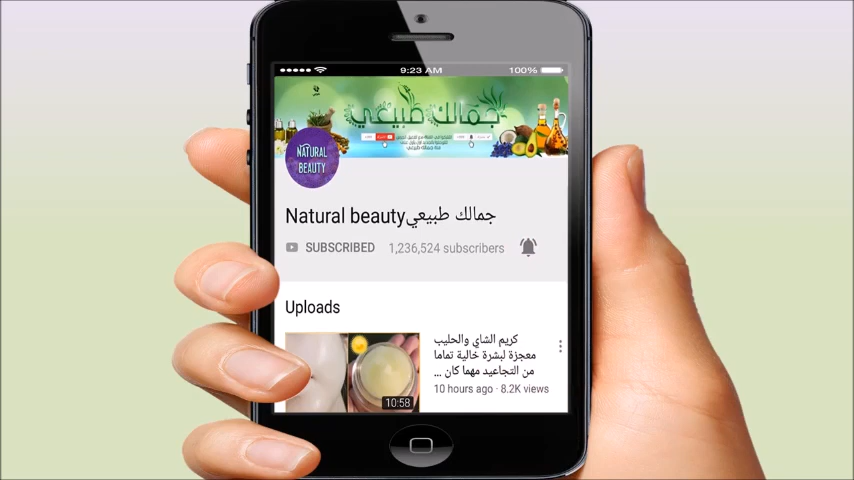 9:23 AM
100%
جمالك طبيعي
NATURAL
BEAUTY
Natural beautyجمالك طبيعي
SUBSCRIBED 1,236,524 subscribers
Uploads
كريم الشاي والحليب
معجزة لبشرة خالية تماما
من التجاعيد مهما كان ...
10 hours ago · 8.2K views
10:58